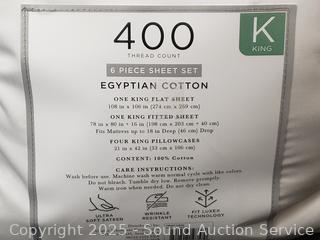 400
THREAD COUNT
K
KING
6 PIECE SHEET SET
EGYPTIAN COTTON
ONE KING FLAT SHEET
108 in x 106 in (274 cm x 269 cm)
ONE KING FITTED SHEET
78 in x 80 in + 16 in (198 cm x 203 cm + 40 cm)
Fits Mattress up to 18 in Deep (46 cm) Deep
FOUR KING PILLOWCASES
21 in x 42 in (53 cm x 106 cm)
CONTENT: 100% Cotton
CARE INSTRUCTIONS:
Wash before use. Machine wash warm normal cycle with like colors.
Do not bleach. Tumble dry low. Remove promptly.
Warm iron when needed. Do not dry clean.
ULTRA
SOFT SATEEN
WRINKLE
RESISTANT
FIT LUXE®
TECHNOLOGY
Copyright 2025 - Sound Auction Service